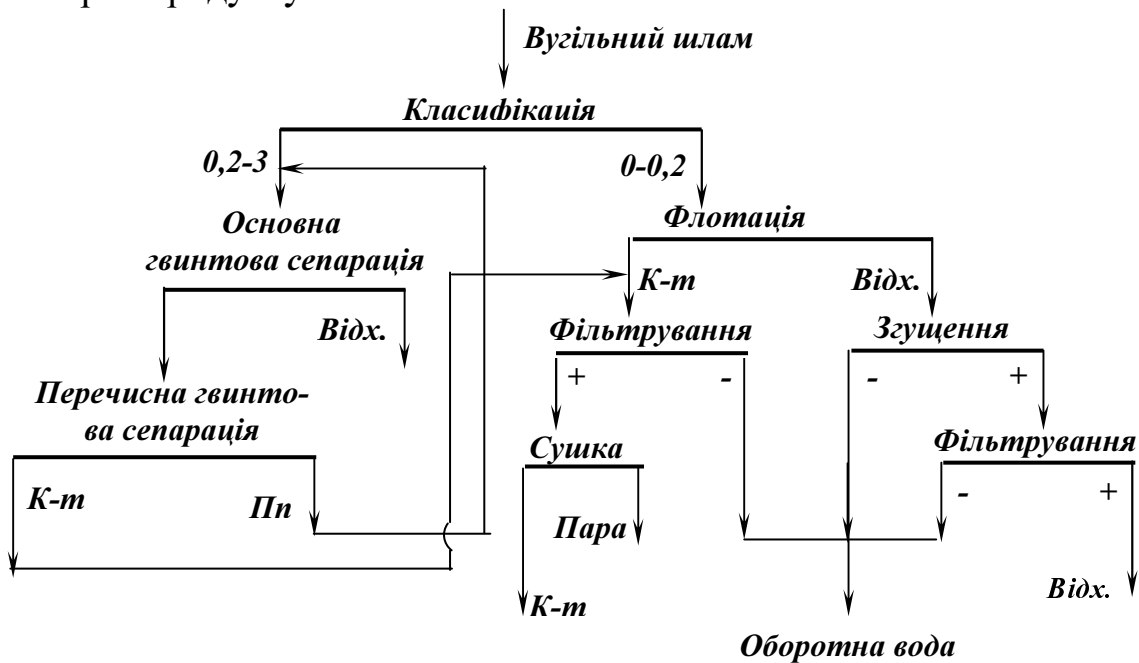 Вугільний шлам
Класифікаиія
0,2-3
0-0,2
Основна
гвинтова сепарація
Флотація
К-т
Відх.
Відх.
Фільтрування
Згущення
+
-
-
+
Перечисна гвинто-
ва сепарація
Сушка
Фільтрування
К-т
Пп
Пара
-
+
К-т
Відх.
Оборотна вода